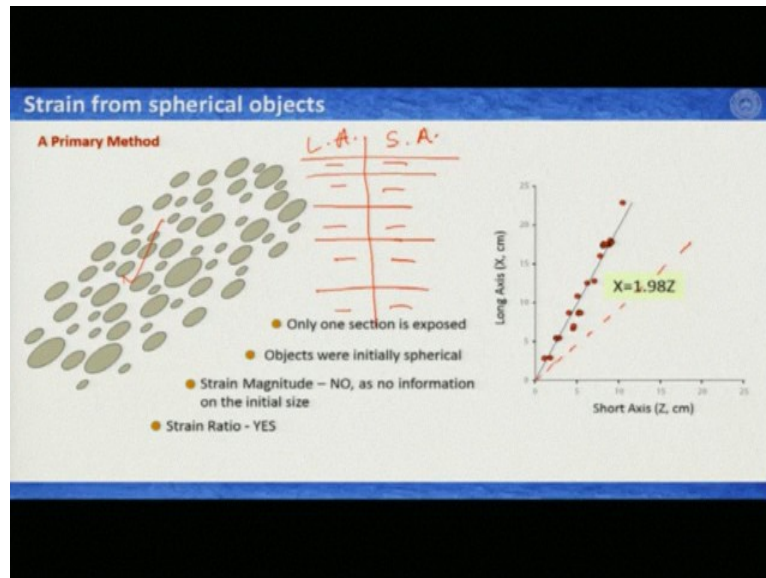 Strain from spherical objects
A Primary Method
L.A. S.A.
Only one section is exposed
Objects were initially spherical
Strain Magnitude – NO, as no information
on the initial size
Strain Ratio - YES
Long Axis (X, cm)
25
20
15
10
5
0
X=1.98Z
0 5 10 15 20 25
Short Axis (Z, cm)